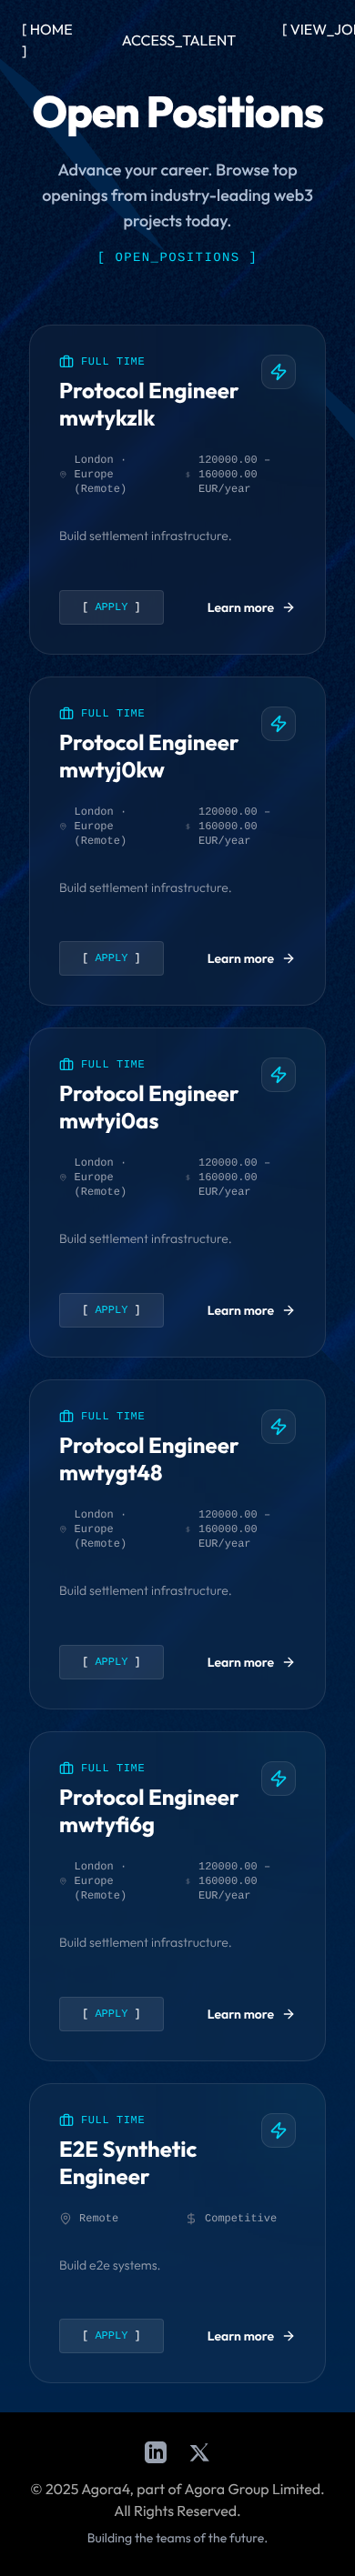 [ HOME
]
ACCESS_TALENT
[ VIEW_JO
Open Positions
Advance your career. Browse top
openings from industry-leading web3
projects today.
[ OPEN_POSITIONS ]
FULL TIME
Protocol Engineer
mwtykzlk
London ·
Europe
(Remote)
120000.00 –
160000.00
EUR/year
Build settlement infrastructure.
[ APPLY ]
Learn more →
FULL TIME
Protocol Engineer
mwtyj0kw
London ·
Europe
(Remote)
120000.00 –
160000.00
EUR/year
Build settlement infrastructure.
[ APPLY ]
Learn more →
FULL TIME
Protocol Engineer
mwtyi0as
London ·
Europe
(Remote)
120000.00 –
160000.00
EUR/year
Build settlement infrastructure.
[ APPLY ]
Learn more →
FULL TIME
Protocol Engineer
mwtygt48
London ·
Europe
(Remote)
120000.00 –
160000.00
EUR/year
Build settlement infrastructure.
[ APPLY ]
Learn more →
FULL TIME
Protocol Engineer
mwtyfi6g
London ·
Europe
(Remote)
120000.00 –
160000.00
EUR/year
Build settlement infrastructure.
[ APPLY ]
Learn more →
FULL TIME
E2E Synthetic
Engineer
Remote
Competitive
Build e2e systems.
[ APPLY ]
Learn more →
© 2025 Agora4, part of Agora Group Limited.
All Rights Reserved.
Building the teams of the future.